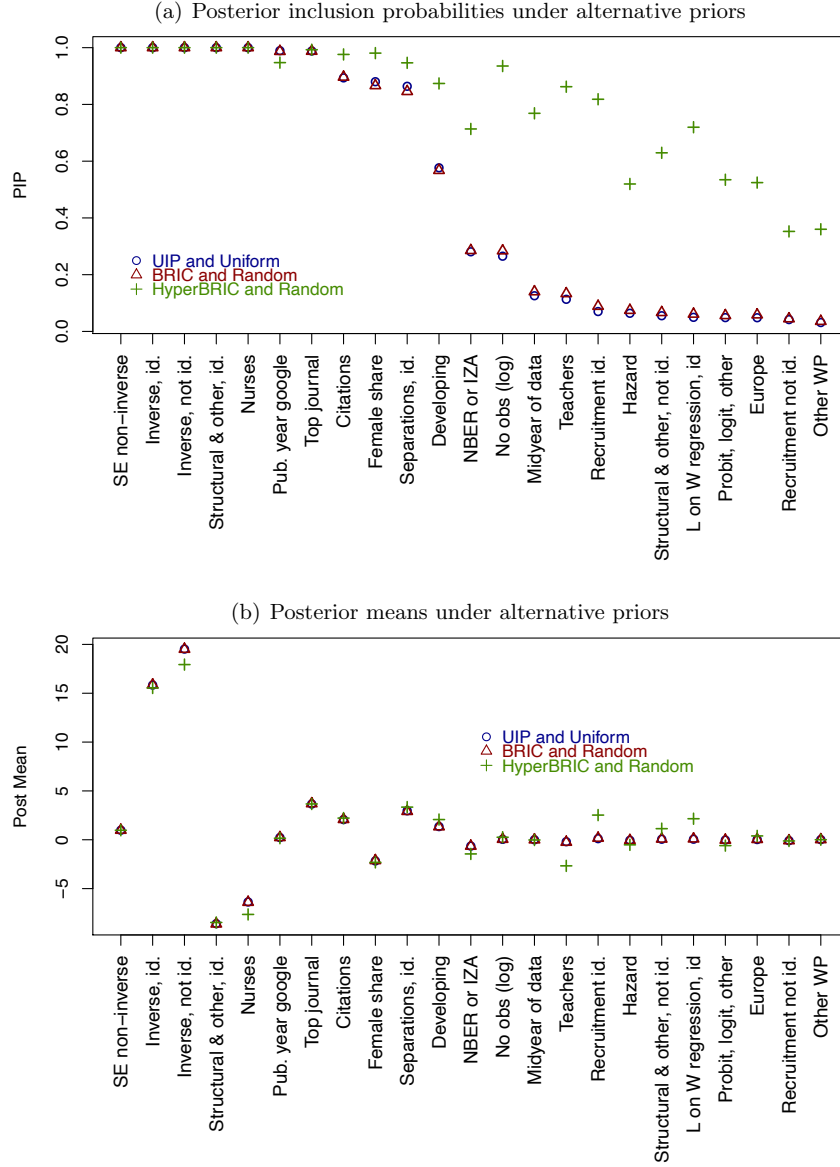 (a) Posterior inclusion probabilities under alternative priors
PIP
1.0
0.8
0.6
0.4
0.2
0.0
UIP and Uniform
BRIC and Random
HyperBRIC and Random
SE non−inverse
Inverse, id.
Inverse, not id.
Structural & other, id.
Nurses
Pub. year google
Top journal
Citations
Female share
Separations, id.
Developing
NBER or IZA
No obs (log)
Midyear of data
Teachers
Recruitment id.
Hazard
Structural & other, not id.
L on W regression, id
Probit, logit, other
Europe
Recruitment not id.
Other WP
(b) Posterior means under alternative priors
Post Mean
20
15
10
5
0
−5
UIP and Uniform
BRIC and Random
HyperBRIC and Random
SE non−inverse
Inverse, id.
Inverse, not id.
Structural & other, id.
Nurses
Pub. year google
Top journal
Citations
Female share
Separations, id.
Developing
NBER or IZA
No obs (log)
Midyear of data
Teachers
Recruitment id.
Hazard
Structural & other, not id.
L on W regression, id
Probit, logit, other
Europe
Recruitment not id.
Other WP